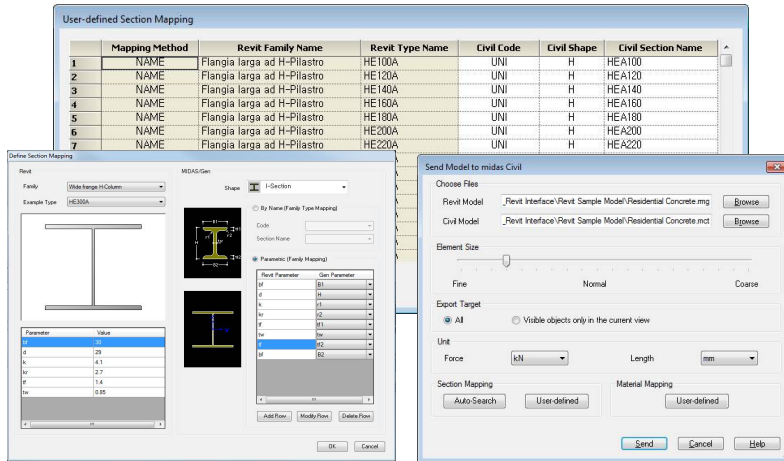 User-defined Section Mapping
Mapping Method Revit Family Name Revit Type Name Civil Code Civil Shape Civil Section Name
1 NAME Flangia larga ad H-Pilastro HE100A UNI H HEA100
2 NAME Flangia larga ad H-Pilastro HE120A UNI H HEA120
3 NAME Flangia larga ad H-Pilastro HE140A UNI H HEA140
4 NAME Flangia larga ad H-Pilastro HE160A UNI H HEA160
5 NAME Flangia larga ad H-Pilastro HE180A UNI H HEA180
6 NAME Flangia larga ad H-Pilastro HE200A UNI H HEA200
7 NAME Flangia larga ad H-Pilastro HE220A UNI H HEA220
Define Section Mapping
Revit
Family Wide frenge H-Column
Example Type HE300A
Parameter Value
bf 30
d 29
k 4.1
kr 2.7
tf 1.4
tw 0.85
MIDAS/Gen
Shape I-Section
B1
H
r1
r2
B2
By Name (Family Type Mapping)
Code
Section Name
Parametric (Family Mapping)
Revit Parameter Gen Parameter
bf B1
d H
k r1
kr r2
tf tf1
tw tw
tf tf2
bf B2
Add Row Modify Row Delete Row
OK Cancel
Send Model to midas Civil
Choose Files
Revit Model _Revit Interface\Revit Sample Model\Residential Concrete.mrg Browse
Civil Model _Revit Interface\Revit Sample Model\Residential Concrete.mct Browse
Element Size
Fine Normal Coarse
Export Target
All Visible objects only in the current view
Unit
Force kN Length mm
Section Mapping Material Mapping
Auto-Search User-defined User-defined
Send Cancel Help